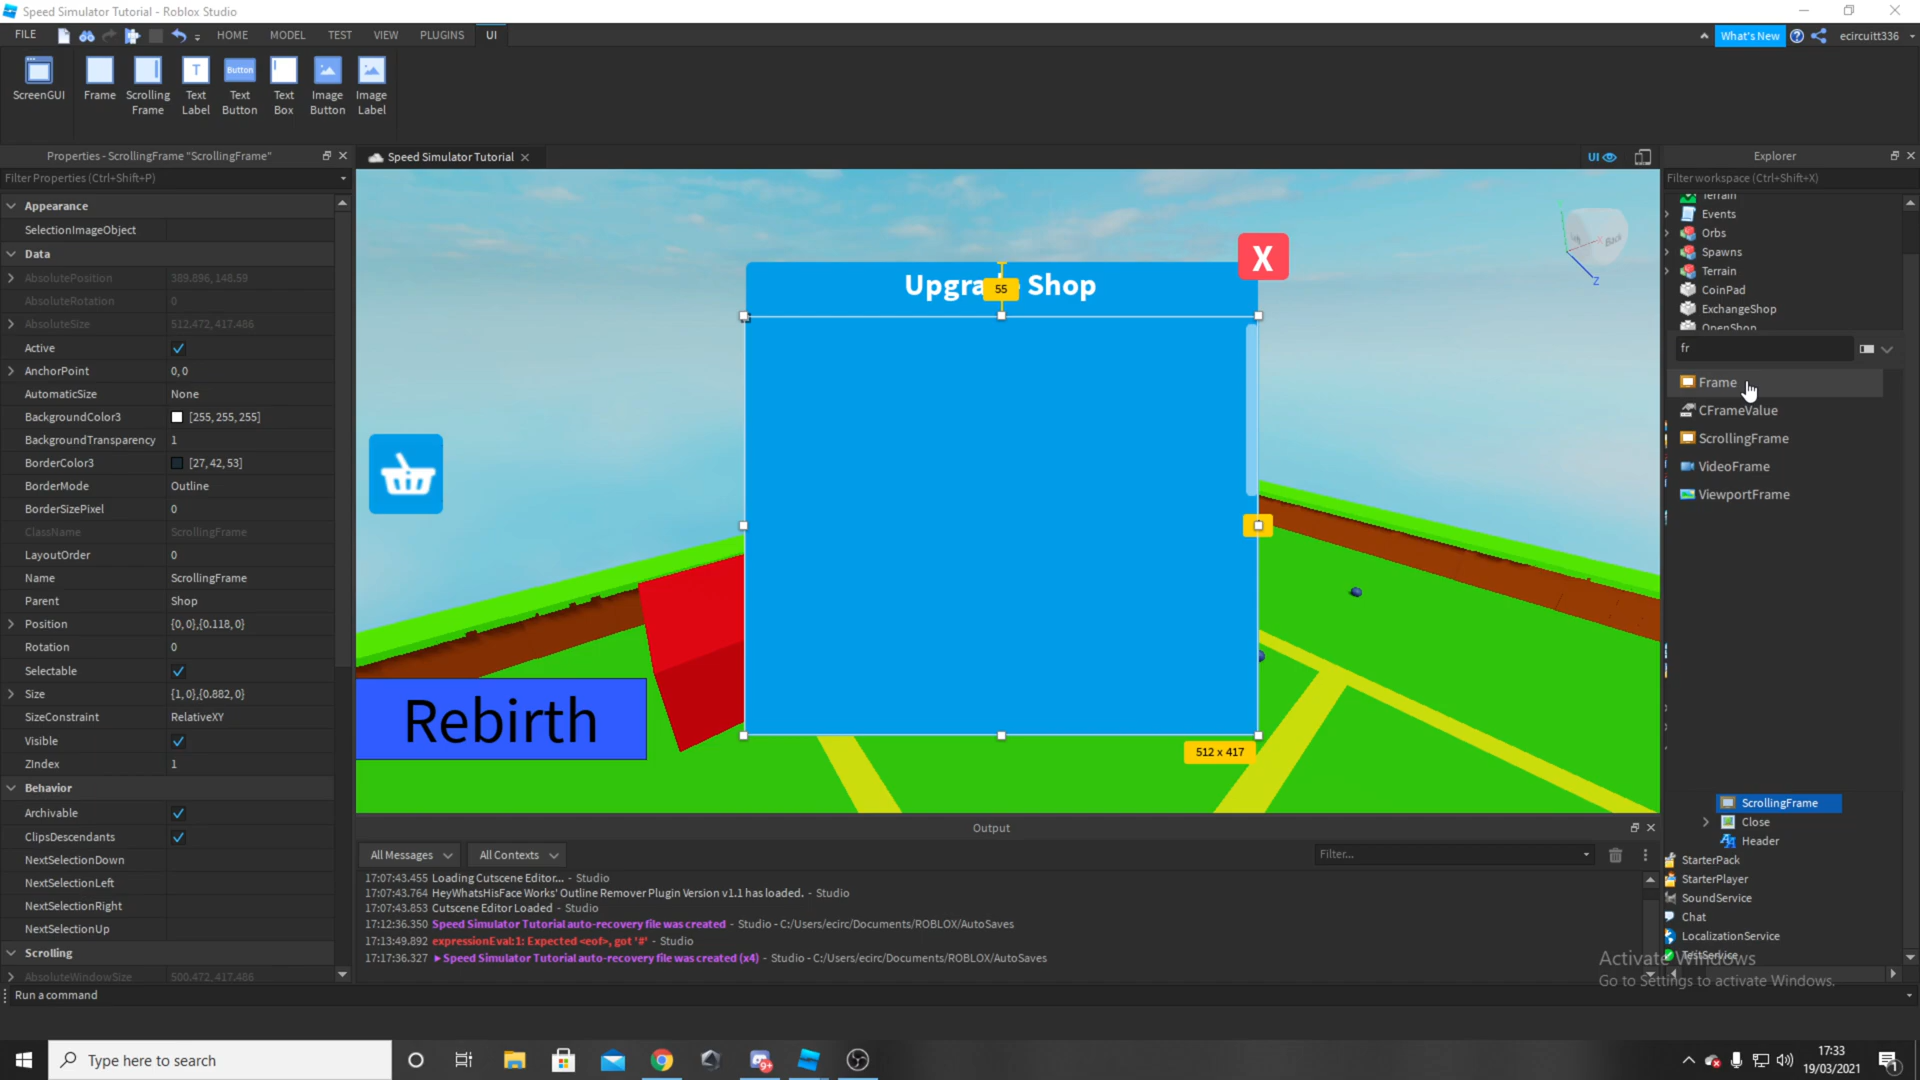 Speed Simulator Tutorial - Roblox Studio
FILE HOME MODEL TEST VIEW PLUGINS UI What's New ecircuitt336
ScreenGUI
Frame
Scrolling Frame
Text Label
Button
Text Button
Text Box
Image Button
Image Label
Properties - ScrollingFrame "ScrollingFrame"
Filter Properties (Ctrl+Shift+P)
Appearance
SelectionImageObject
Data
AbsolutePosition 389.896, 148.59
AbsoluteRotation 0
AbsoluteSize 512.472, 417.486
Active
AnchorPoint 0, 0
AutomaticSize None
BackgroundColor3 [255, 255, 255]
BackgroundTransparency 1
BorderColor3 [27, 42, 53]
BorderMode Outline
BorderSizePixel 0
ClassName ScrollingFrame
LayoutOrder 0
Name ScrollingFrame
Parent Shop
Position {0, 0},{0.118, 0}
Rotation 0
Selectable
Size {1, 0},{0.882, 0}
SizeConstraint RelativeXY
Visible
ZIndex 1
Behavior
Archivable
ClipsDescendants
NextSelectionDown
NextSelectionLeft
NextSelectionRight
NextSelectionUp
Scrolling
AbsoluteWindowSize 500.472, 417.486
Run a command
Speed Simulator Tutorial
UI
X
Upgra Shop
55
Back
Z
512 x 417
Rebirth
Output
All Messages All Contexts Filter...
17:07:43.455 Loading Cutscene Editor... - Studio
17:07:43.764 HeyWhatsHisFace Works' Outline Remover Plugin Version v1.1 has loaded. - Studio
17:07:43.853 Cutscene Editor Loaded - Studio
17:12:36.350 Speed Simulator Tutorial auto-recovery file was created - Studio - C:/Users/ecirc/Documents/ROBLOX/AutoSaves
17:13:49.892 expressionEval:1: Expected <eof>, got '#' - Studio
17:17:36.327 Speed Simulator Tutorial auto-recovery file was created (x4) - Studio - C:/Users/ecirc/Documents/ROBLOX/AutoSaves
Explorer
Filter workspace (Ctrl+Shift+X)
Terrain
Events
Orbs
Spawns
Terrain
CoinPad
ExchangeShop
OpenShop
fr
Frame
CFrameValue
ScrollingFrame
VideoFrame
ViewportFrame
ScrollingFrame
Close
Header
StarterPack
StarterPlayer
SoundService
Chat
LocalizationService
TestService
Activate Windows
Go to Settings to activate Windows.
Type here to search
9+
17:33
19/03/2021
1